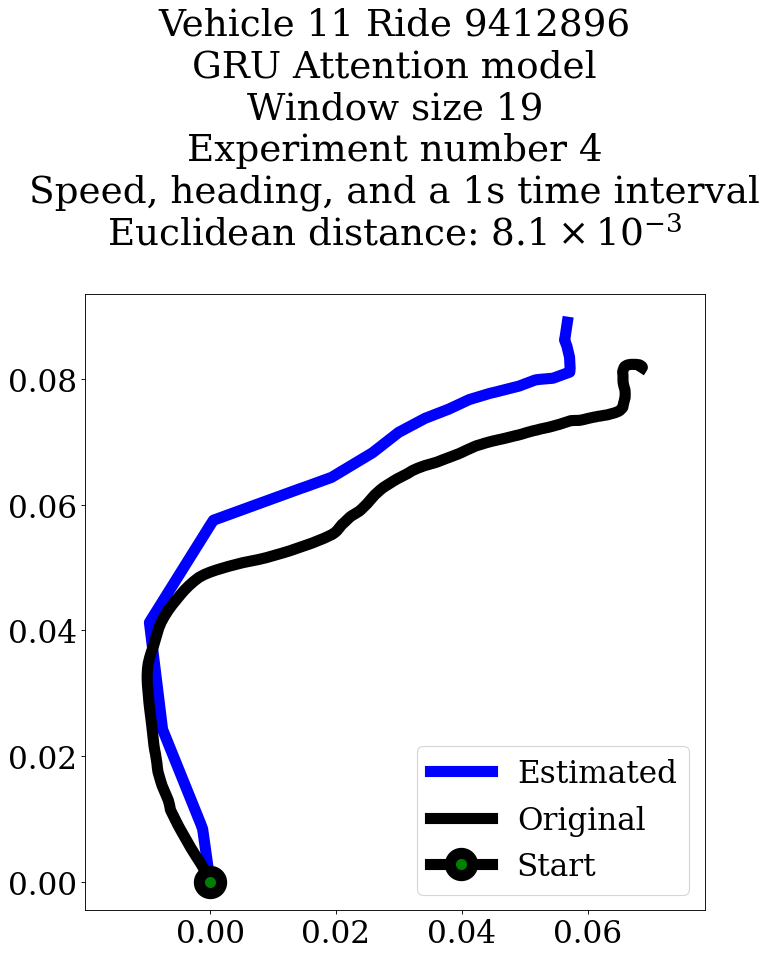 Vehicle 11 Ride 9412896
GRU Attention model
Window size 19
Experiment number 4
Speed, heading, and a 1s time interval
Euclidean distance: 8.1 × 10⁻³
0.08
0.06
0.04
0.02
0.00
Estimated
Original
Start
0.00 0.02 0.04 0.06